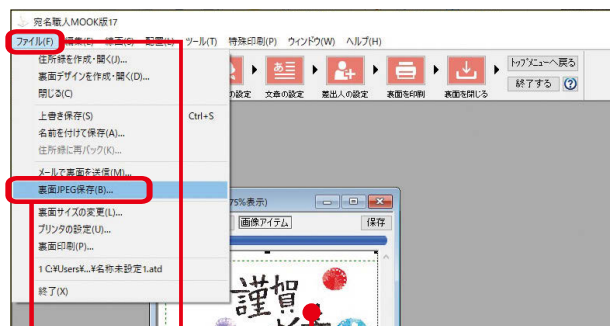 宛名職人MOOK版17
ファイル(F) 編集(E) 線画(S) 配置(L) ツール(T) 特殊印刷(P) ウィンドウ(W) ヘルプ(H)
住所録を作成・開く(J)...
裏面デザインを作成・開く(D)...
閉じる(C)
上書き保存(S) Ctrl+S
名前を付けて保存(A)...
住所録に再パック(K)...
メールで裏面を送信(M)...
裏面JPEG保存(B)...
裏面サイズの変更(L)...
プリンタの設定(U)...
裏面印刷(P)...
1 C:¥Users¥...¥名称未設定1.atd
終了(X)
の設定 文章の設定 差出人の設定 裏面を印刷 裏面を閉じる
あ
トップメニューへ戻る
終了する ?
75%表示)
画像アイテム 保存
謹賀